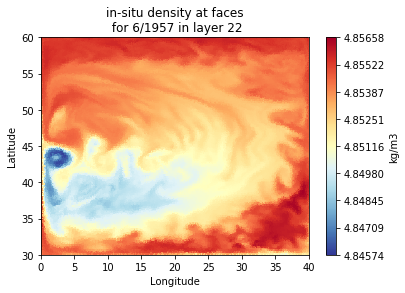 in-situ density at faces
for 6/1957 in layer 22
60
55
50
45
40
35
30
Latitude
0 5 10 15 20 25 30 35 40
Longitude
4.85658
4.85522
4.85387
4.85251
4.85116
4.84980
4.84845
4.84709
4.84574
kg/m3